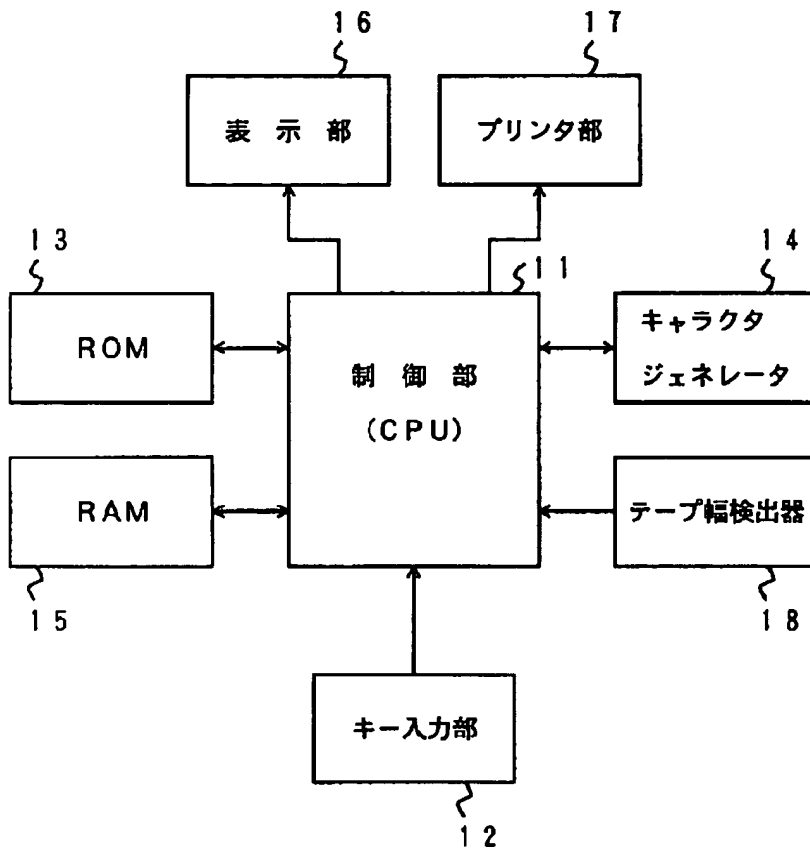 １６
１７
表 示 部
プリンタ部
１３
１１
１４
ROM
制 御 部
(CPU)
キャラクタ
ジェネレータ
RAM
テープ幅検出器
１５
１８
キー入力部
１２